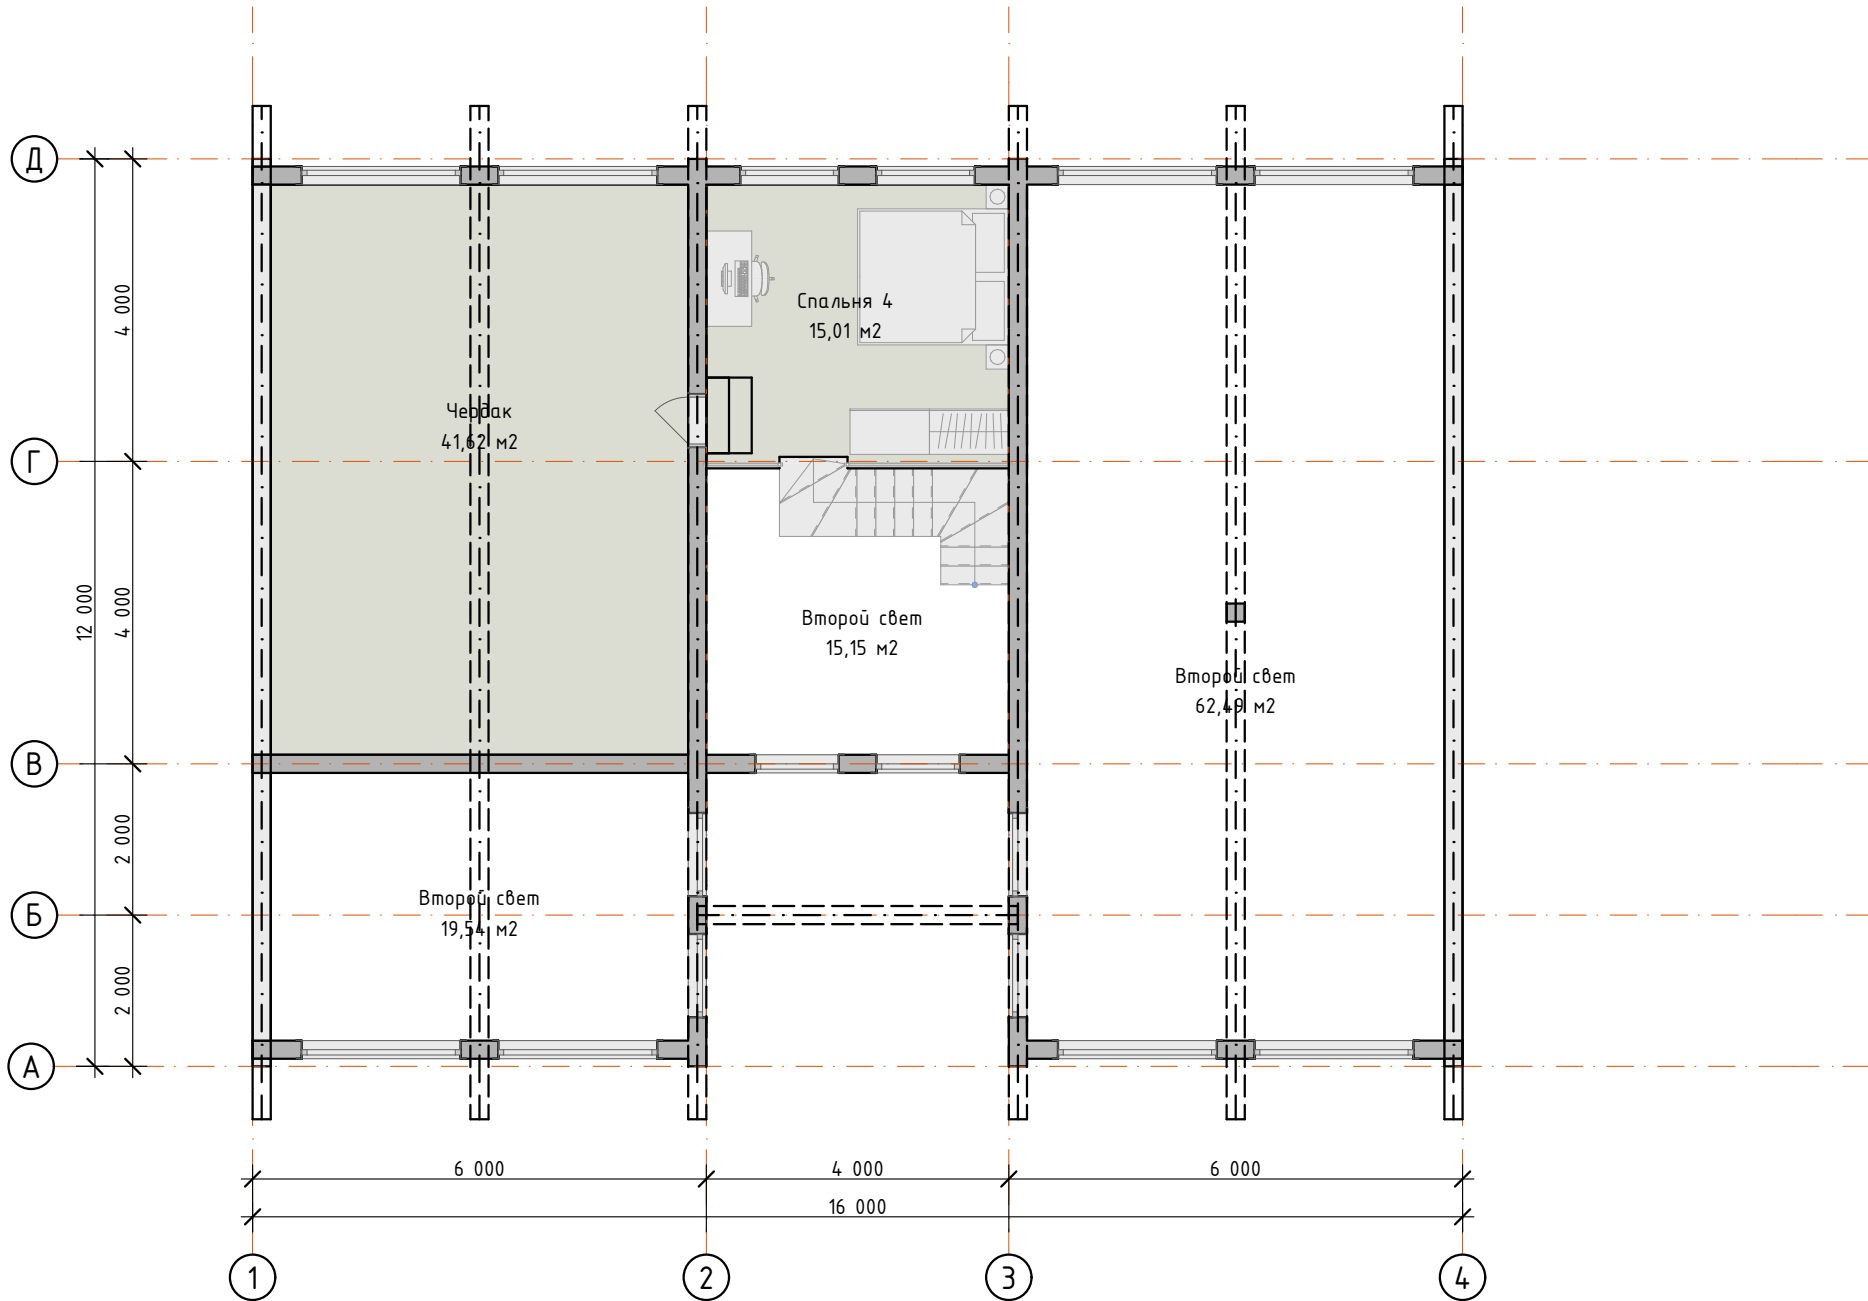 Д
4 000
Спальня 4
15,01 м2
Чердак
41,62 м2
Г
12 000
4 000
Второй свет
15,15 м2
Второй свет
62,49 м2
В
2 000
Второй свет
19,54 м2
Б
2 000
А
6 000
4 000
6 000
16 000
1
2
3
4